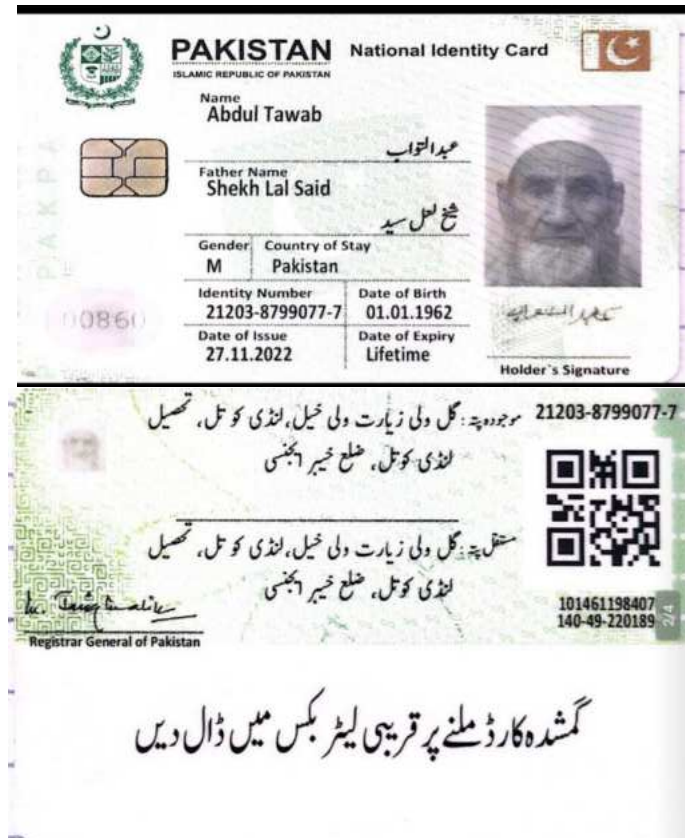 PAKISTAN National Identity Card
ISLAMIC REPUBLIC OF PAKISTAN
Name
Abdul Tawab
عبدالتواب
Father Name
Shekh Lal Said
شیخ لعل سید
Gender Country of Stay
M Pakistan
Identity Number Date of Birth
21203-8799077-7 01.01.1962
00860
Date of Issue Date of Expiry
27.11.2022 Lifetime
Holder`s Signature
21203-8799077-7
موجودہ پتہ: گل ولی زیارت ولی خیل، لنڈی کوتل، تحصیل
لنڈی کوتل، ضلع خیبر ایجنسی
مستقل پتہ: گل ولی زیارت ولی خیل، لنڈی کوتل، تحصیل
لنڈی کوتل، ضلع خیبر ایجنسی
101461198407
140-49-220189
2/4
Registrar General of Pakistan
گمشدہ کارڈ ملنے پر قریبی لیٹر بکس میں ڈال دیں